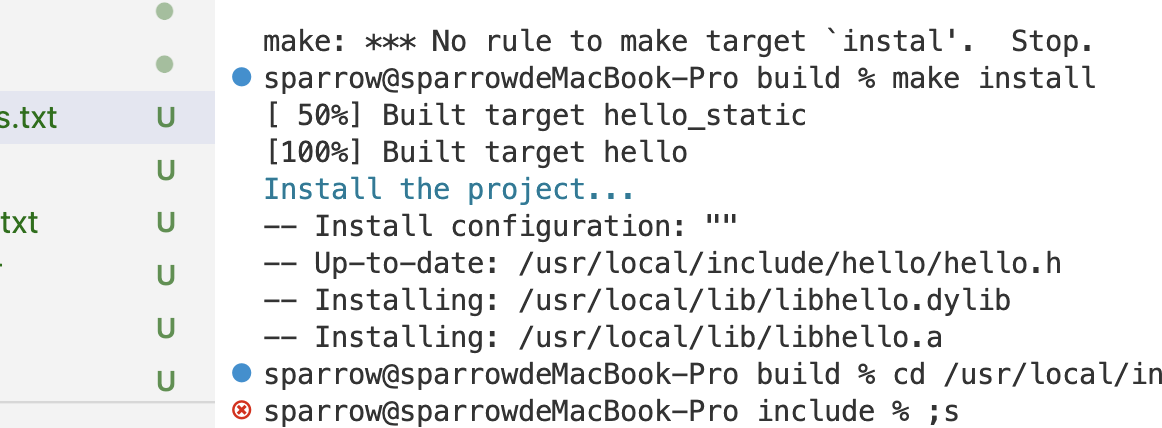 make: *** No rule to make target `instal'.  Stop.
sparrow@sparrowdeMacBook-Pro build % make install
s.txt U
[ 50%] Built target hello_static
[100%] Built target hello
U
Install the project...
txt U
-- Install configuration: ""
-- Up-to-date: /usr/local/include/hello/hello.h
U
-- Installing: /usr/local/lib/libhello.dylib
U
-- Installing: /usr/local/lib/libhello.a
U
sparrow@sparrowdeMacBook-Pro build % cd /usr/local/in
sparrow@sparrowdeMacBook-Pro include % ;s